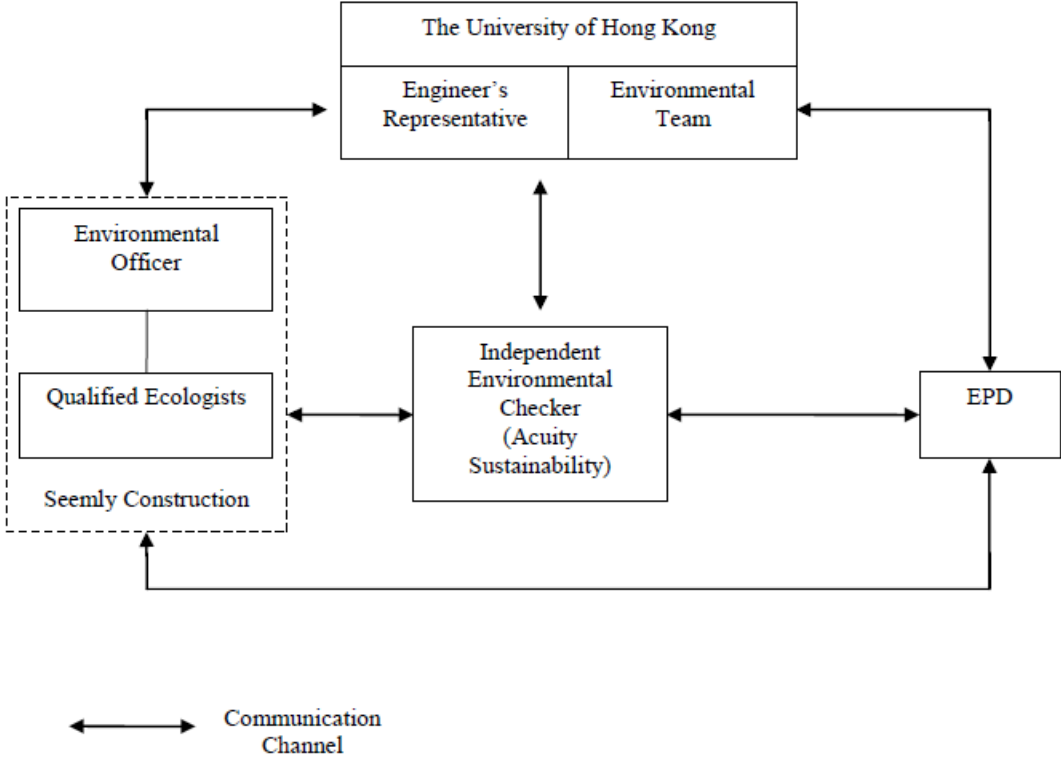 The University of Hong Kong
Engineer's
Representative
Environmental
Team
Environmental
Officer
Qualified Ecologists
Seemly Construction
Independent
Environmental
Checker
(Acuity
Sustainability)
EPD
Communication
Channel